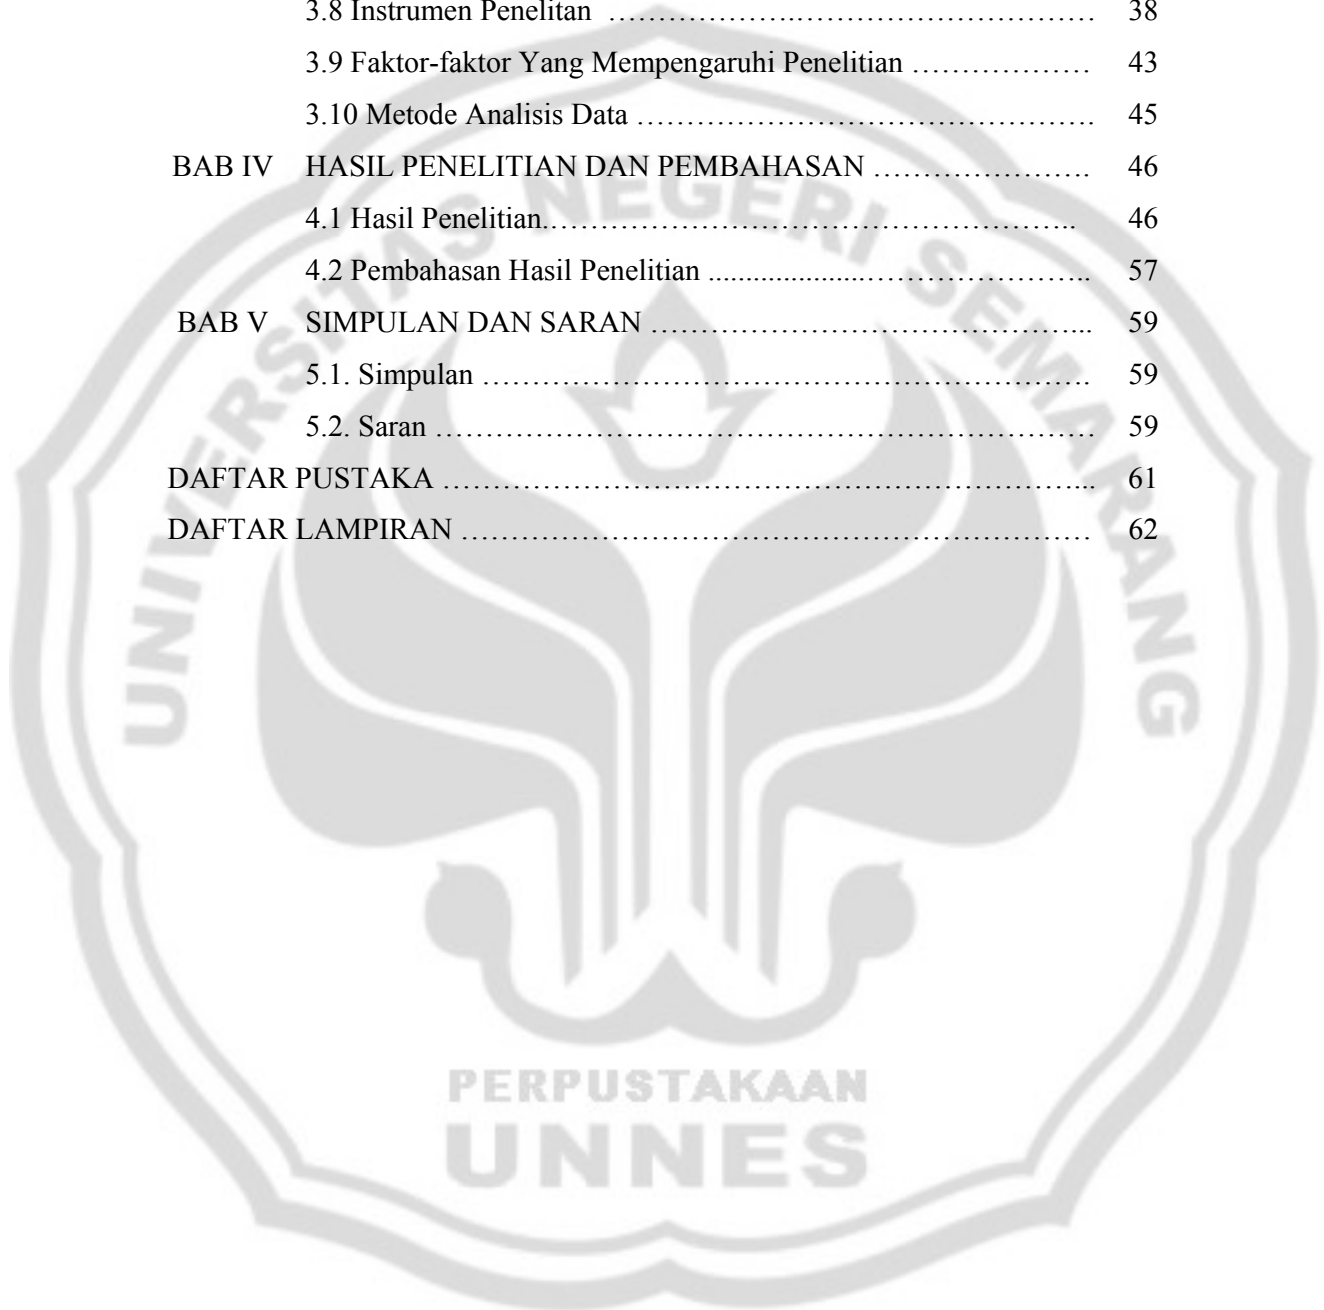 3.8 Instrumen Penelitan ………………..………………………… 38
3.9 Faktor-faktor Yang Mempengaruhi Penelitian ……………… 43
3.10 Metode Analisis Data ………………………………………. 45
BAB IV HASIL PENELITIAN DAN PEMBAHASAN …………………. 46
4.1 Hasil Penelitian.…………………………………………….. 46
4.2 Pembahasan Hasil Penelitian .....................………………….. 57
BAB V SIMPULAN DAN SARAN ……………………………………... 59
5.1. Simpulan ……………………………………………………. 59
5.2. Saran ………………………………………………………… 59
DAFTAR PUSTAKA ……………………………………………………….. 61
DAFTAR LAMPIRAN ……………………………………………………… 62
UNIVERSITAS NEGERI SEMARANG
PERPUSTAKAAN
UNNES